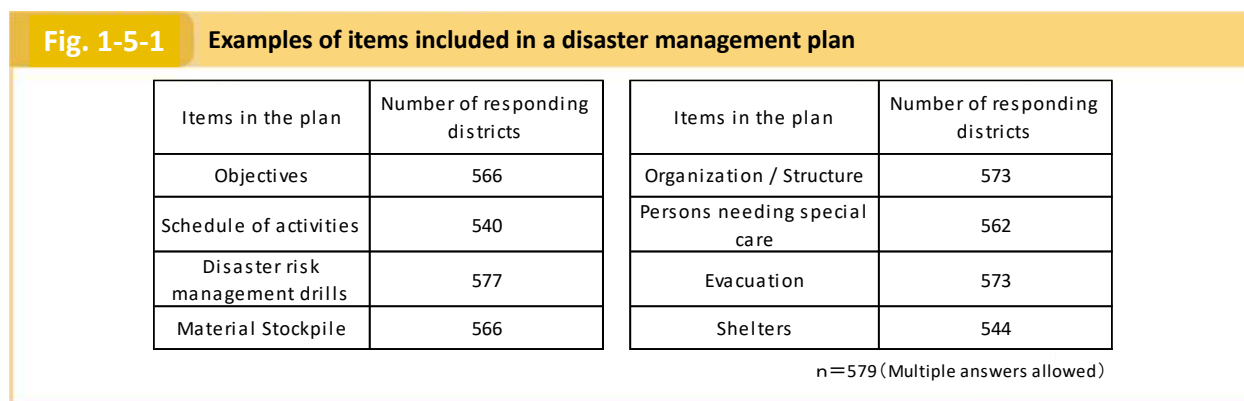 Fig. 1-5-1
Examples of items included in a disaster management plan
Items in the plan
Number of responding
districts
Objectives
566
Schedule of activities
540
Disaster risk
management drills
577
Material Stockpile
566
Items in the plan
Number of responding
districts
Organization / Structure
573
Persons needing special
care
562
Evacuation
573
Shelters
544
n＝579（Multiple answers allowed）